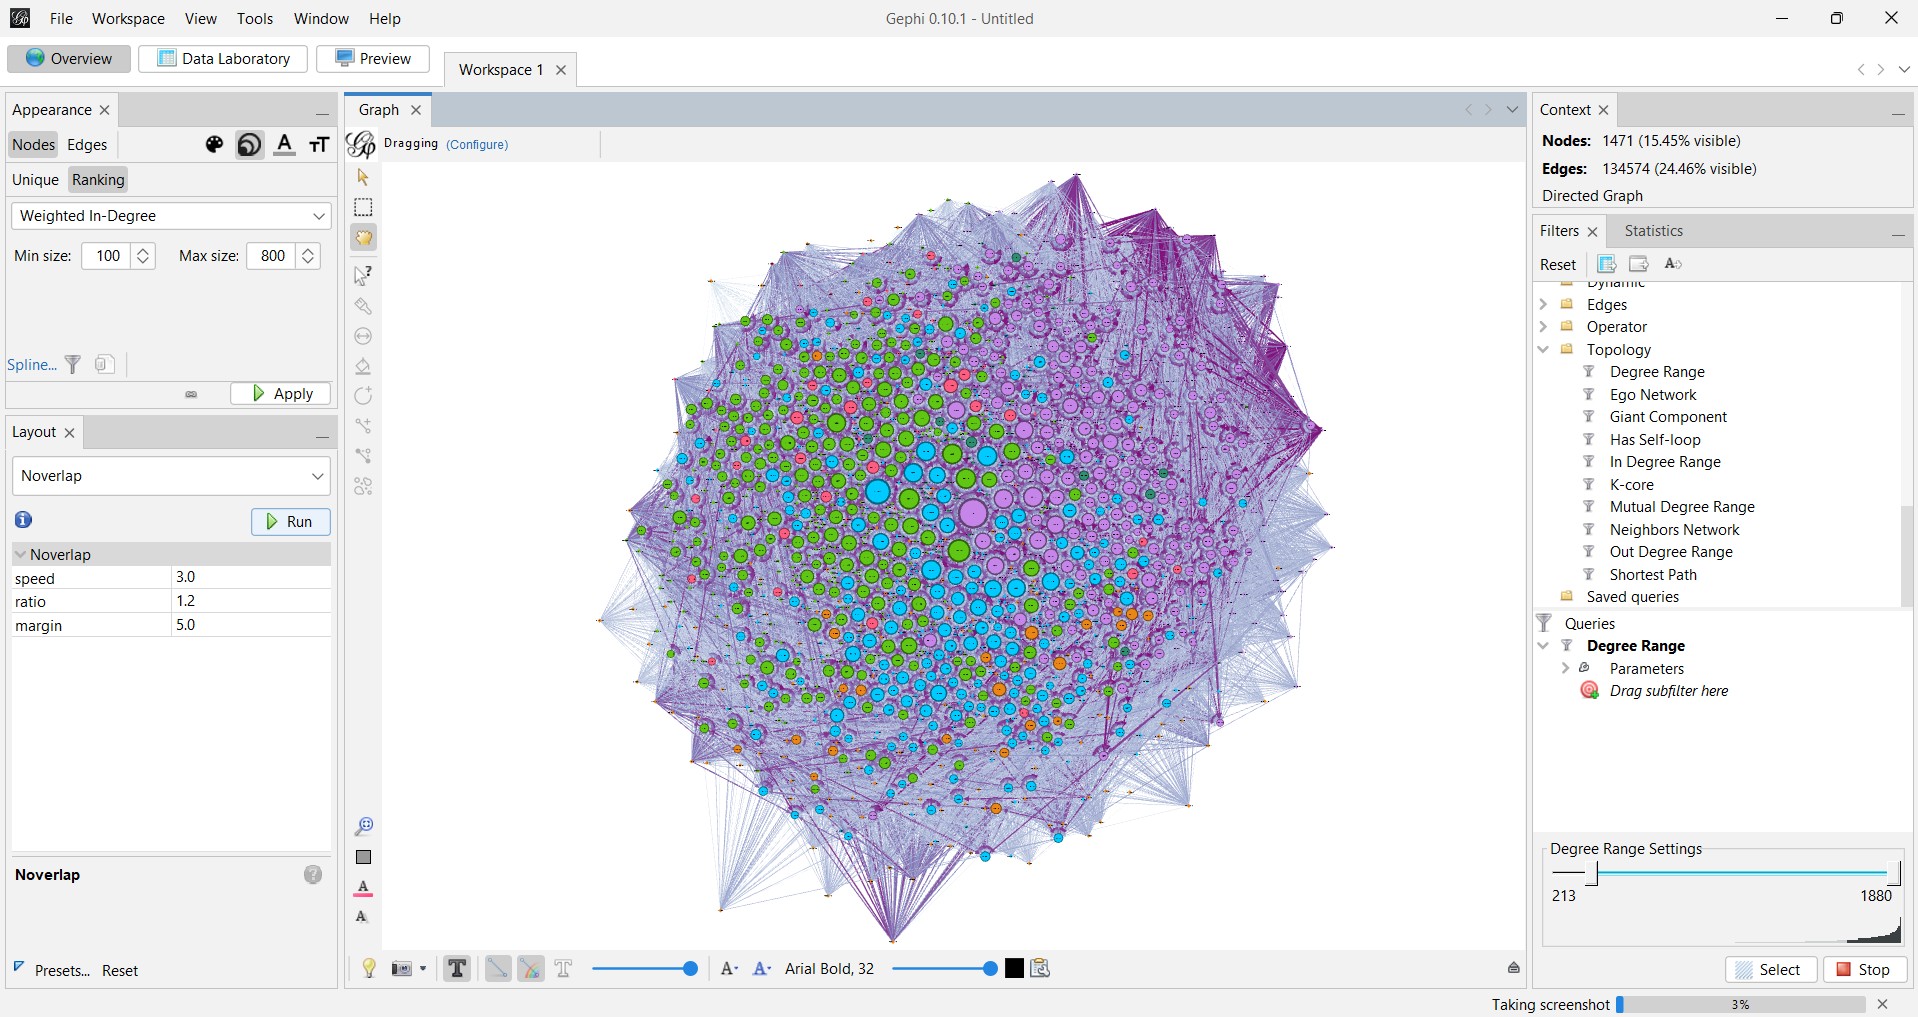 File Workspace View Tools Window Help
Gephi 0.10.1 - Untitled
Overview Data Laboratory Preview
Workspace 1
Appearance
Nodes Edges
Unique Ranking
Weighted In-Degree
Min size: 100 Max size: 800
Spline...
Apply
Layout
Noverlap
Run
Noverlap
speed 3.0
ratio 1.2
margin 5.0
Noverlap
Presets... Reset
Graph
Dragging (Configure)
Arial Bold, 32
Context
Nodes: 1471 (15.45% visible)
Edges: 134574 (24.46% visible)
Directed Graph
Filters Statistics
Reset
Dynamic
Edges
Operator
Topology
Degree Range
Ego Network
Giant Component
Has Self-loop
In Degree Range
K-core
Mutual Degree Range
Neighbors Network
Out Degree Range
Shortest Path
Saved queries
Queries
Degree Range
Parameters
Drag subfilter here
Degree Range Settings
213 1880
Select Stop
Taking screenshot 3%